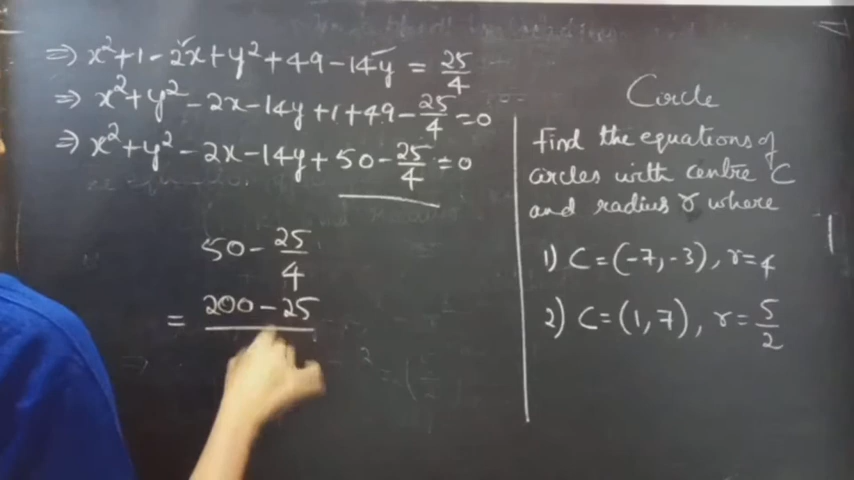 ⇒ x²+1-2x+y²+49-14y = 25/4
⇒ x²+y²-2x-14y+1+49-25/4=0
⇒ x²+y²-2x-14y+50-25/4=0
50-25/4
= 200-25
Circle
find the equations of
circles with centre C
and radius r where
1) C=(-7,-3), r=4
2) C=(1,7), r=5/2